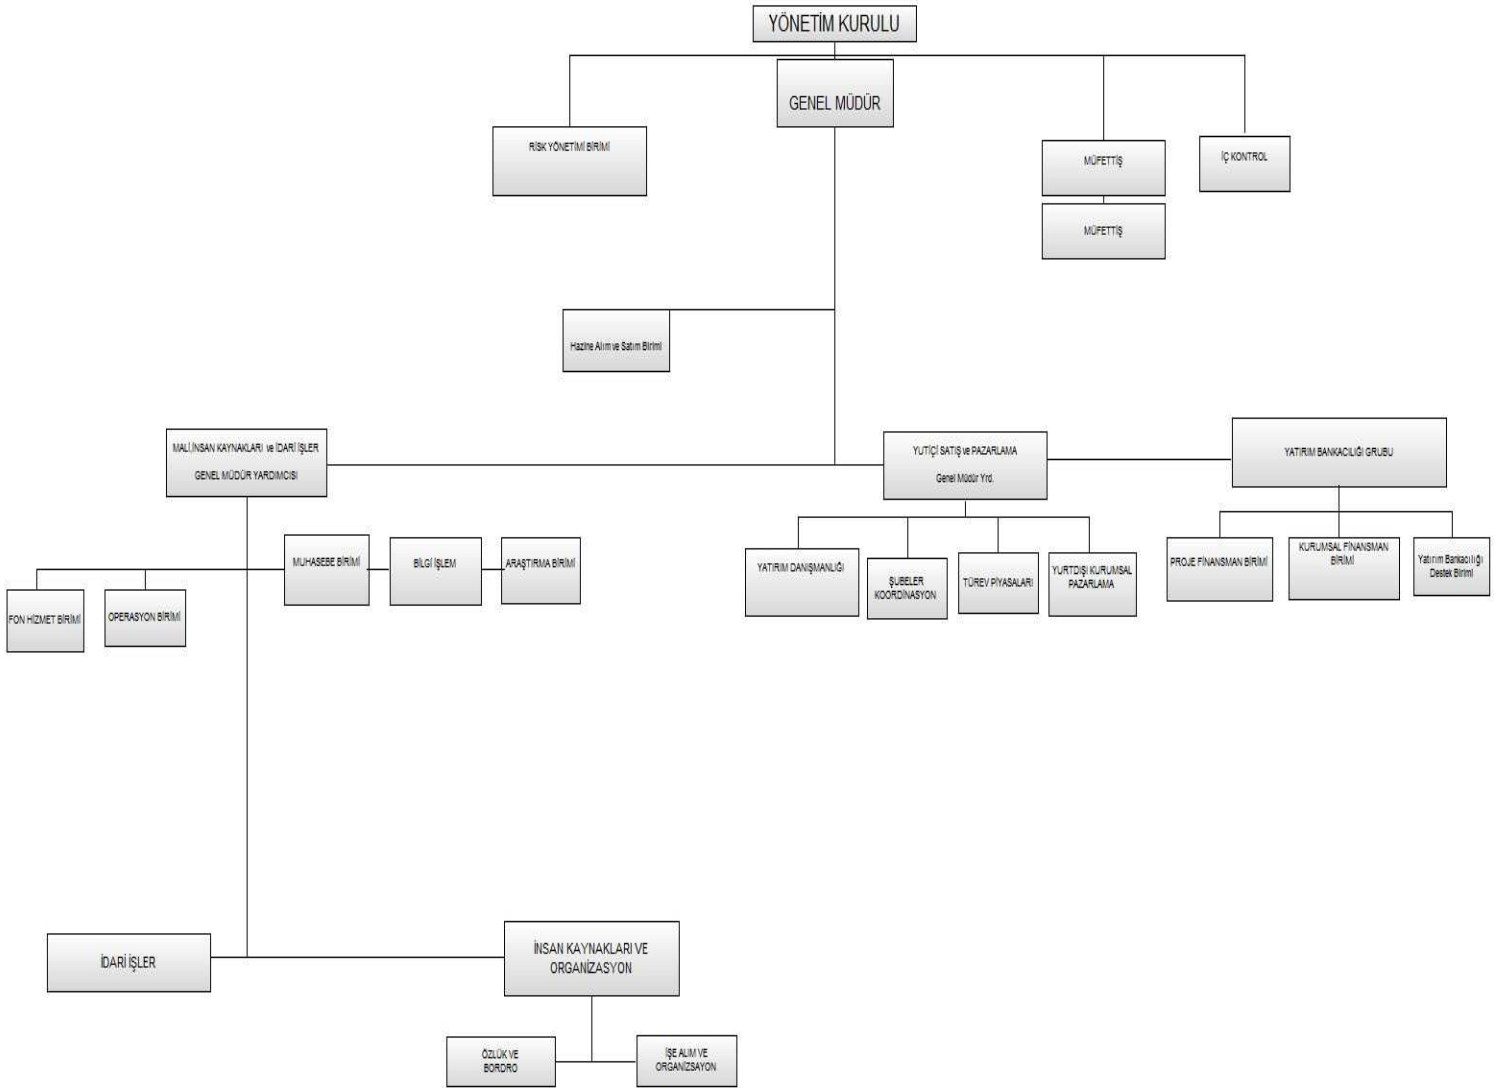 YÖNETİM KURULU
GENEL MÜDÜR
RİSK YÖNETİMİ BİRİMİ
MÜFETTİŞ
İÇ KONTROL
MÜFETTİŞ
Hazine Alım ve Satım Birimi
MALİ,İNSAN KAYNAKLARI ve İDARİ İŞLER
GENEL MÜDÜR YARDIMCISI
YUTİÇİ SATIŞ ve PAZARLAMA
Genel Müdür Yrd.
YATIRIM BANKACILIĞI GRUBU
MUHASEBE BİRİMİ
BİLGİ İŞLEM
ARAŞTIRMA BİRİMİ
FON HİZMET BİRİMİ
OPERASYON BİRİMİ
YATIRIM DANIŞMANLIĞI
ŞUBELER
KOORDİNASYON
TÜREV PİYASALARI
YURTDIŞI KURUMSAL
PAZARLAMA
PROJE FİNANSMAN BİRİMİ
KURUMSAL FİNANSMAN
BİRİMİ
Yatırım Bankacılığı
Destek Birimi
İDARİ İŞLER
İNSAN KAYNAKLARI VE
ORGANİZASYON
ÖZLÜK VE
BORDRO
İŞE ALIM VE
ORGANİZSAYON